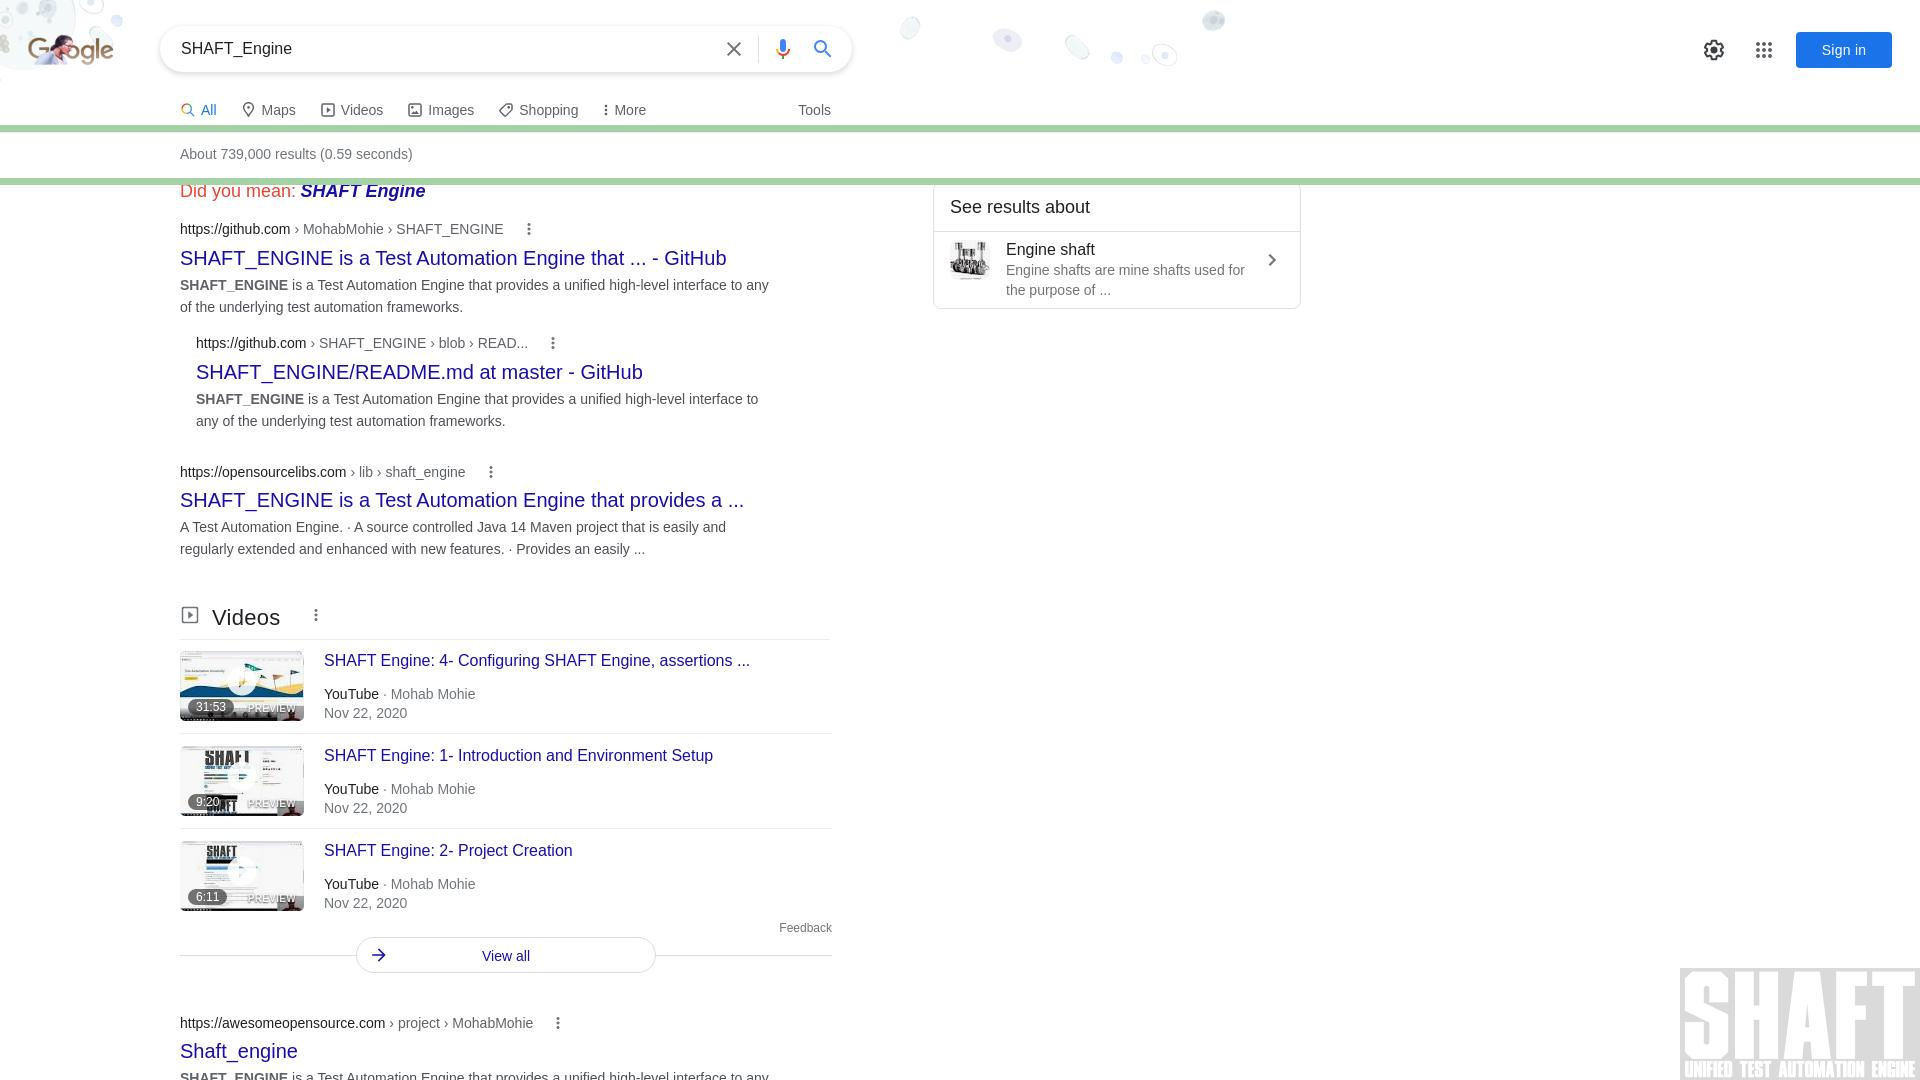 Google
SHAFT_Engine
Sign in
All
Maps
Videos
Images
Shopping
More
Tools
About 739,000 results (0.59 seconds)
Did you mean: SHAFT Engine
https://github.com › MohabMohie › SHAFT_ENGINE
SHAFT_ENGINE is a Test Automation Engine that ... - GitHub
SHAFT_ENGINE is a Test Automation Engine that provides a unified high-level interface to any
of the underlying test automation frameworks.
https://github.com › SHAFT_ENGINE › blob › READ...
SHAFT_ENGINE/README.md at master - GitHub
SHAFT_ENGINE is a Test Automation Engine that provides a unified high-level interface to
any of the underlying test automation frameworks.
https://opensourcelibs.com › lib › shaft_engine
SHAFT_ENGINE is a Test Automation Engine that provides a ...
A Test Automation Engine. · A source controlled Java 14 Maven project that is easily and
regularly extended and enhanced with new features. · Provides an easily ...
Videos
SHAFT Engine: 4- Configuring SHAFT Engine, assertions ...
YouTube · Mohab Mohie
Nov 22, 2020
31:53
PREVIEW
SHAFT Engine: 1- Introduction and Environment Setup
YouTube · Mohab Mohie
Nov 22, 2020
SHAFT
9:20
PREVIEW
SHAFT Engine: 2- Project Creation
YouTube · Mohab Mohie
Nov 22, 2020
SHAFT
6:11
PREVIEW
Feedback
View all
https://awesomeopensource.com › project › MohabMohie
Shaft_engine
SHAFT_ENGINE is a Test Automation Engine that provides a unified high-level interface to any
See results about
Engine shaft
Engine shafts are mine shafts used for
the purpose of ...
SHAFT
UNIFIED TEST AUTOMATION ENGINE